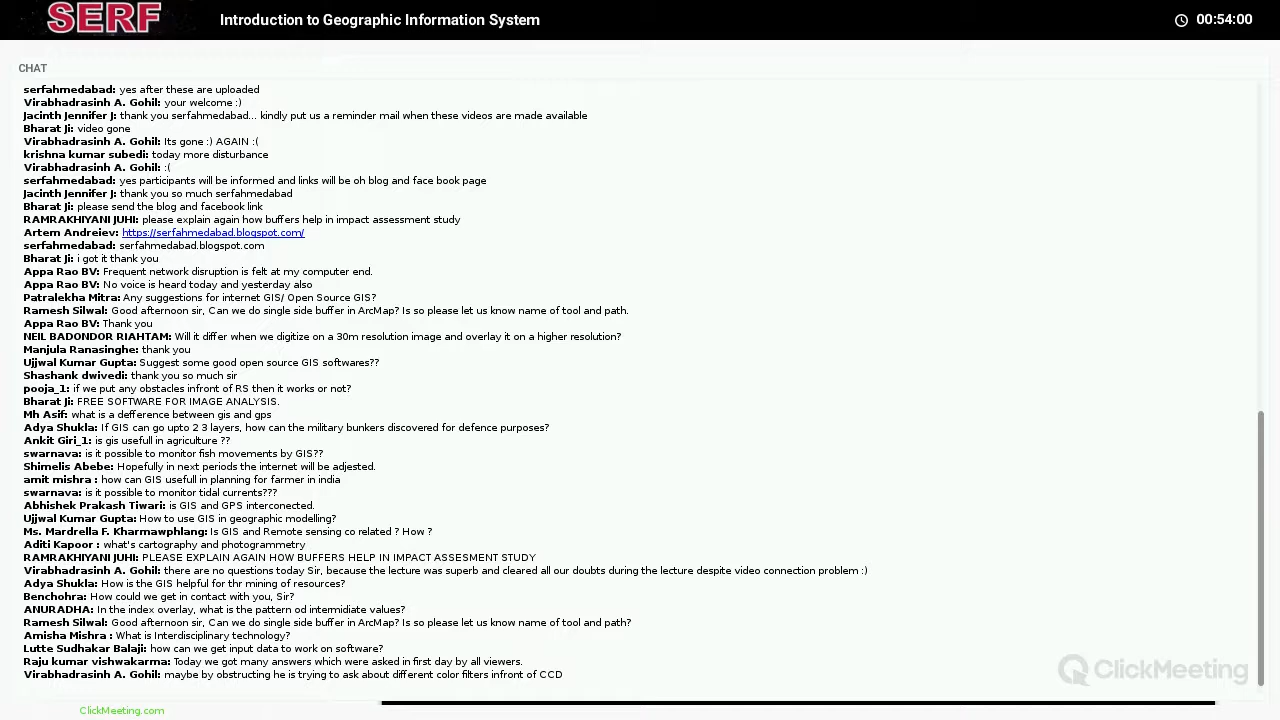 SERF
Introduction to Geographic Information System
00:54:00
CHAT
serfahmedabad: yes after these are uploaded
Virabhadrasinh A. Gohil: your welcome :)
Jacinth Jennifer J: thank you serfahmedabad... kindly put us a reminder mail when these videos are made available
Bharat Ji: video gone
Virabhadrasinh A. Gohil: Its gone :) AGAIN :(
krishna kumar subedi: today more disturbance
Virabhadrasinh A. Gohil: :(
serfahmedabad: yes participants will be informed and links will be oh blog and face book page
Jacinth Jennifer J: thank you so much serfahmedabad
Bharat Ji: please send the blog and facebook link
RAMRAKHIYANI JUHI: please explain again how buffers help in impact assessment study
Artem Andreiev: https://serfahmedabad.blogspot.com/
serfahmedabad: serfahmedabad.blogspot.com
Bharat Ji: i got it thank you
Appa Rao BV: Frequent network disruption is felt at my computer end.
Appa Rao BV: No voice is heard today and yesterday also
Patralekha Mitra: Any suggestions for internet GIS/ Open Source GIS?
Ramesh Silwal: Good afternoon sir, Can we do single side buffer in ArcMap? Is so please let us know name of tool and path.
Appa Rao BV: Thank you
NEIL BADONDOR RIAHTAM: Will it differ when we digitize on a 30m resolution image and overlay it on a higher resolution?
Manjula Ranasinghe: thank you
Ujjwal Kumar Gupta: Suggest some good open source GIS softwares??
Shashank dwivedi: thank you so much sir
pooja_1: if we put any obstacles infront of RS then it works or not?
Bharat Ji: FREE SOFTWARE FOR IMAGE ANALYSIS.
Mh Asif: what is a defference between gis and gps
Adya Shukla: If GIS can go upto 2 3 layers, how can the military bunkers discovered for defence purposes?
Ankit Giri_1: is gis usefull in agriculture ??
swarnava: is it possible to monitor fish movements by GIS??
Shimelis Abebe: Hopefully in next periods the internet will be adjested.
amit mishra : how can GIS usefull in planning for farmer in india
swarnava: is it possible to monitor tidal currents???
Abhishek Prakash Tiwari: is GIS and GPS interconected.
Ujjwal Kumar Gupta: How to use GIS in geographic modelling?
Ms. Mardrella F. Kharmawphlang: Is GIS and Remote sensing co related ? How ?
Aditi Kapoor : what's cartography and photogrammetry
RAMRAKHIYANI JUHI: PLEASE EXPLAIN AGAIN HOW BUFFERS HELP IN IMPACT ASSESMENT STUDY
Virabhadrasinh A. Gohil: there are no questions today Sir, because the lecture was superb and cleared all our doubts during the lecture despite video connection problem :)
Adya Shukla: How is the GIS helpful for thr mining of resources?
Benchohra: How could we get in contact with you, Sir?
ANURADHA: In the index overlay, what is the pattern od intermidiate values?
Ramesh Silwal: Good afternoon sir, Can we do single side buffer in ArcMap? Is so please let us know name of tool and path?
Amisha Mishra : What is Interdisciplinary technology?
Lutte Sudhakar Balaji: how can we get input data to work on software?
Raju kumar vishwakarma: Today we got many answers which were asked in first day by all viewers.
Virabhadrasinh A. Gohil: maybe by obstructing he is trying to ask about different color filters infront of CCD
ClickMeeting
ClickMeeting.com